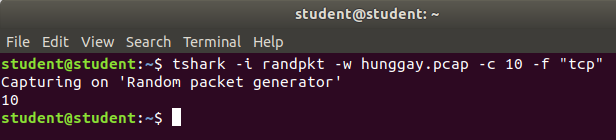 student@student: ~
File Edit View Search Terminal Help
student@student:~$ tshark -i randpkt -w hunggay.pcap -c 10 -f "tcp"
Capturing on 'Random packet generator'
10
student@student:~$